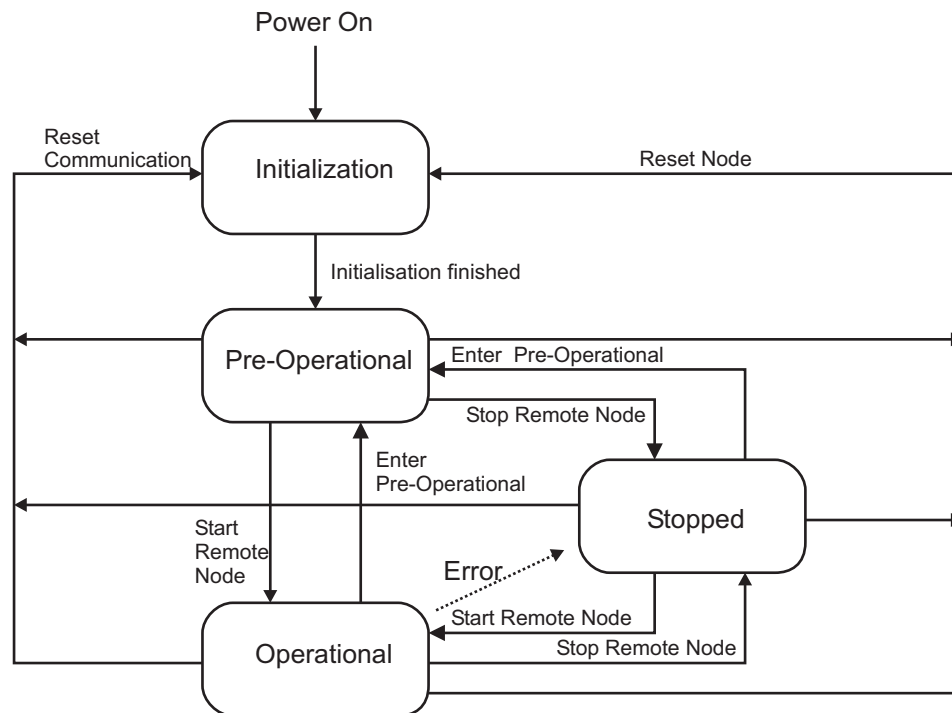 Power On
Reset
Communication
Initialization
Reset Node
Initialisation finished
Pre-Operational
Enter Pre-Operational
Stop Remote Node
Enter
Pre-Operational
Stopped
Start
Remote
Node
Error
Start Remote Node
Operational
Stop Remote Node